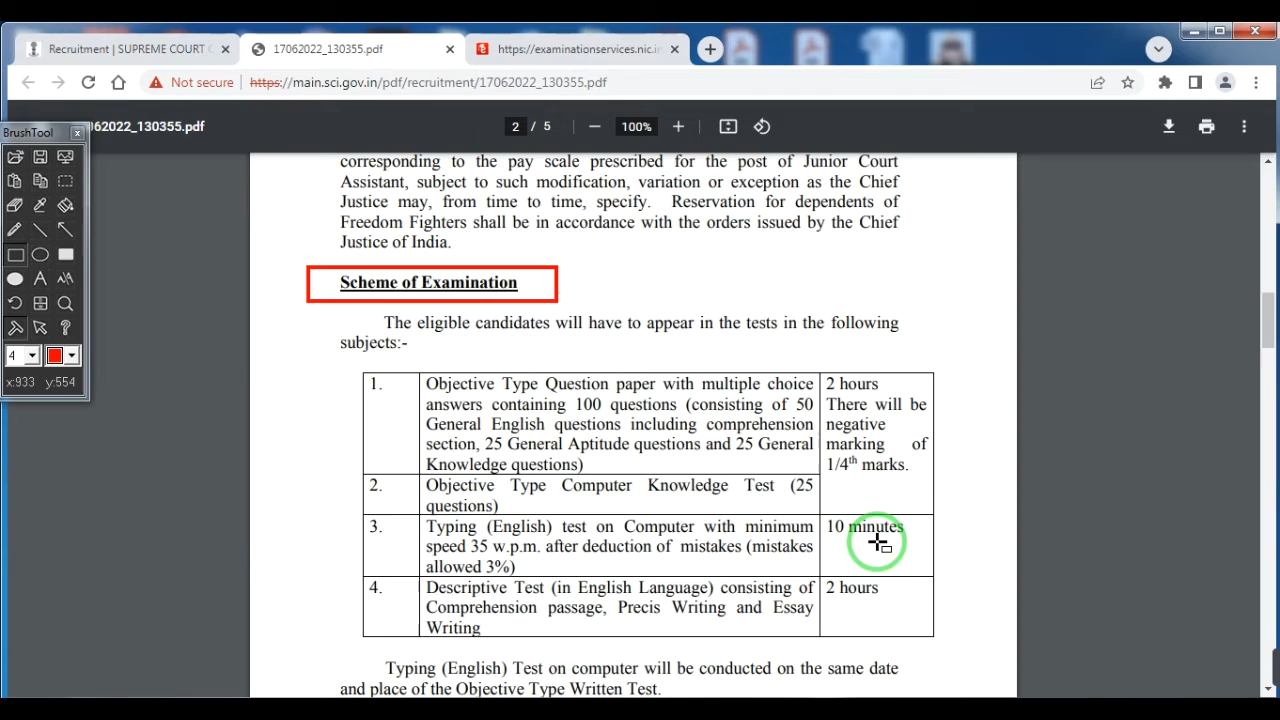 Recruitment | SUPREME COURT
17062022_130355.pdf
https://examinationservices.nic.in
Not secure
https://main.sci.gov.in/pdf/recruitment/17062022_130355.pdf
BrushTool
7062022_130355.pdf
2 / 5
100%
corresponding to the pay scale prescribed for the post of Junior Court
Assistant, subject to such modification, variation or exception as the Chief
Justice may, from time to time, specify. Reservation for dependents of
Freedom Fighters shall be in accordance with the orders issued by the Chief
Justice of India.
Scheme of Examination
The eligible candidates will have to appear in the tests in the following
subjects:-
1.
Objective Type Question paper with multiple choice
answers containing 100 questions (consisting of 50
General English questions including comprehension
section, 25 General Aptitude questions and 25 General
Knowledge questions)
2 hours
There will be
negative
marking of
1/4th marks.
2.
Objective Type Computer Knowledge Test (25
questions)
3.
Typing (English) test on Computer with minimum
speed 35 w.p.m. after deduction of mistakes (mistakes
allowed 3%)
10 minutes
4.
Descriptive Test (in English Language) consisting of
Comprehension passage, Precis Writing and Essay
Writing
2 hours
Typing (English) Test on computer will be conducted on the same date
and place of the Objective Type Written Test.
4
x:933 y:554